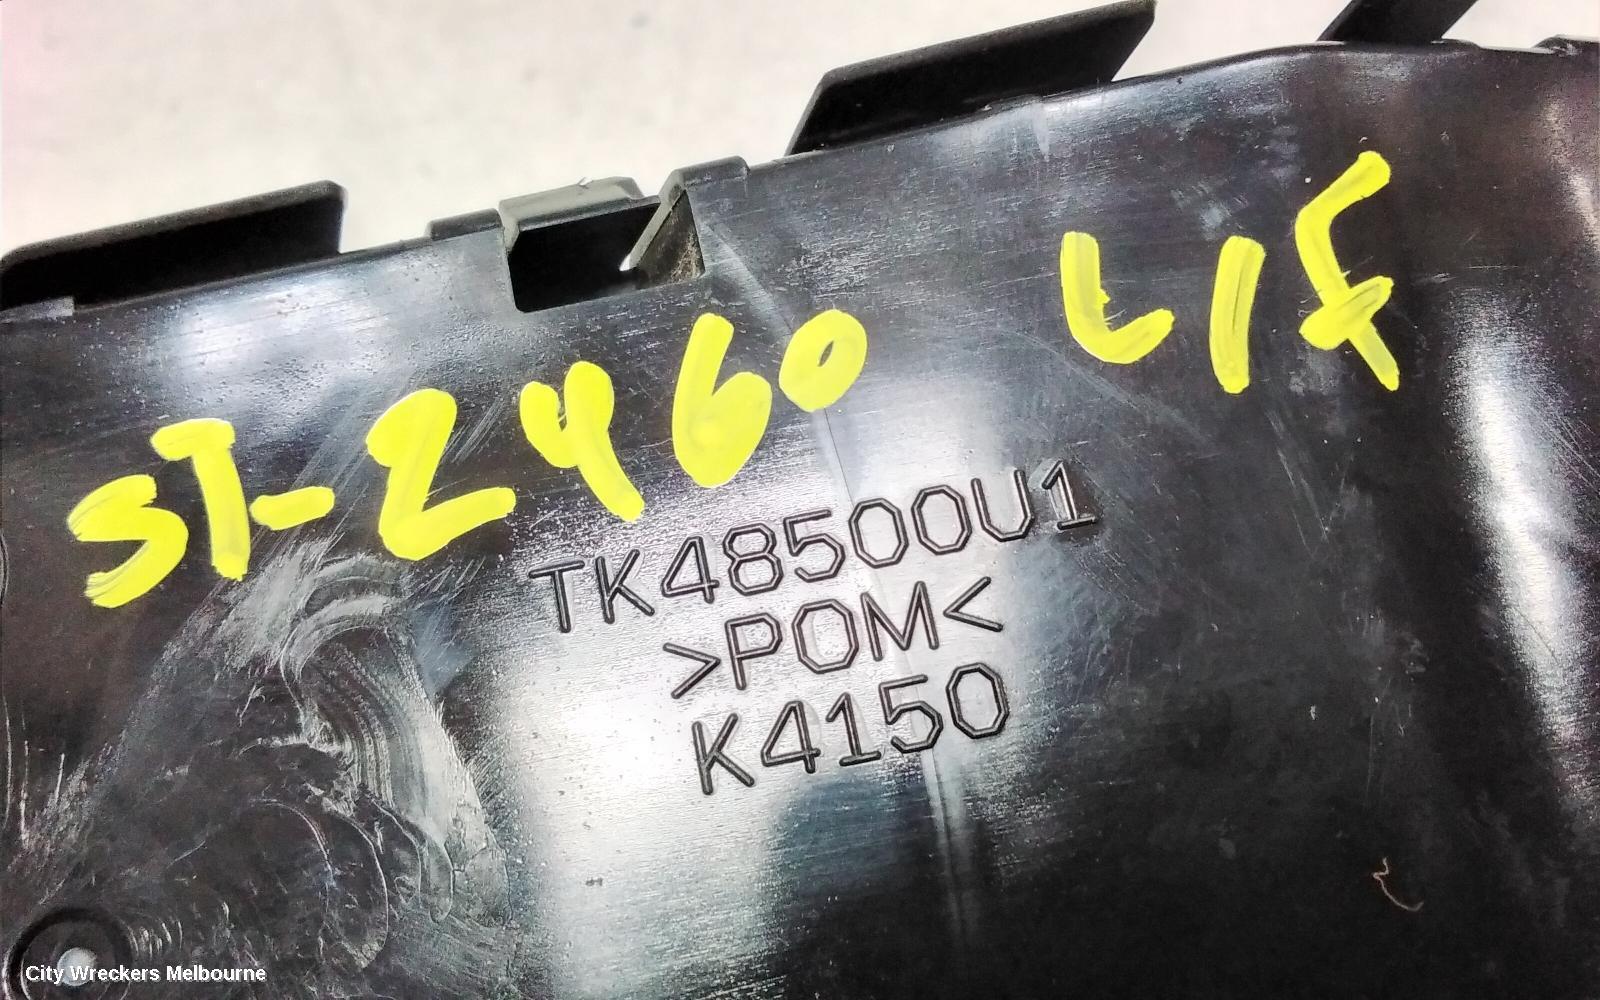 ST-2460 L/F
TK48500U1
>POM<
K4150
City Wreckers Melbourne